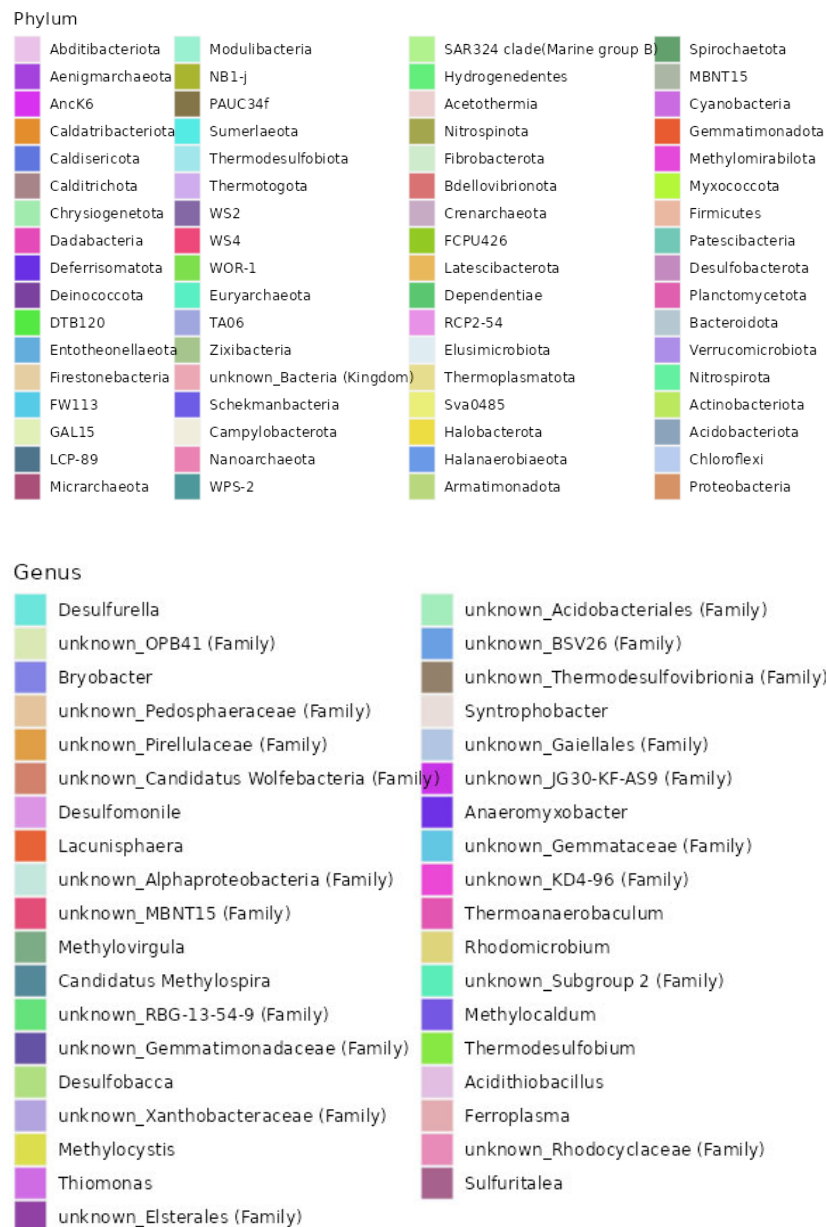 Phylum
Abditibacteriota
Aenigmarchaeota
AncK6
Caldatribacteriota
Caldisericota
Calditrichota
Chrysiogenetota
Dadabacteria
Deferrisomatota
Deinococcota
DTB120
Entotheonellaeota
Firestonebacteria
FW113
GAL15
LCP-89
Micrarchaeota
Modulibacteria
NB1-j
PAUC34f
Sumerlaeota
Thermodesulfobiota
Thermotogota
WS2
WS4
WOR-1
Euryarchaeota
TA06
Zixibacteria
unknown_Bacteria (Kingdom)
Schekmanbacteria
Campylobacterota
Nanoarchaeota
WPS-2
SAR324 clade(Marine group B)
Hydrogenedentes
Acetothermia
Nitrospinota
Fibrobacterota
Bdellovibrionota
Crenarchaeota
FCPU426
Latescibacterota
Dependentiae
RCP2-54
Elusimicrobiota
Thermoplasmatota
Sva0485
Halobacterota
Halanaerobiaeota
Armatimonadota
Spirochaetota
MBNT15
Cyanobacteria
Gemmatimonadota
Methylomirabilota
Myxococcota
Firmicutes
Patescibacteria
Desulfobacterota
Planctomycetota
Bacteroidota
Verrucomicrobiota
Nitrospirota
Actinobacteriota
Acidobacteriota
Chloroflexi
Proteobacteria
Genus
Desulfurella
unknown_OPB41 (Family)
Bryobacter
unknown_Pedosphaeraceae (Family)
unknown_Pirellulaceae (Family)
unknown_Candidatus Wolfebacteria (Family)
Desulfomonile
Lacunisphaera
unknown_Alphaproteobacteria (Family)
unknown_MBNT15 (Family)
Methylovirgula
Candidatus Methylospira
unknown_RBG-13-54-9 (Family)
unknown_Gemmatimonadaceae (Family)
Desulfobacca
unknown_Xanthobacteraceae (Family)
Methylocystis
Thiomonas
unknown_Elsterales (Family)
unknown_Acidobacteriales (Family)
unknown_BSV26 (Family)
unknown_Thermodesulfovibrionia (Family)
Syntrophobacter
unknown_Gaiellales (Family)
unknown_JG30-KF-AS9 (Family)
Anaeromyxobacter
unknown_Gemmataceae (Family)
unknown_KD4-96 (Family)
Thermoanaerobaculum
Rhodomicrobium
unknown_Subgroup 2 (Family)
Methylocaldum
Thermodesulfobium
Acidithiobacillus
Ferroplasma
unknown_Rhodocyclaceae (Family)
Sulfuritalea